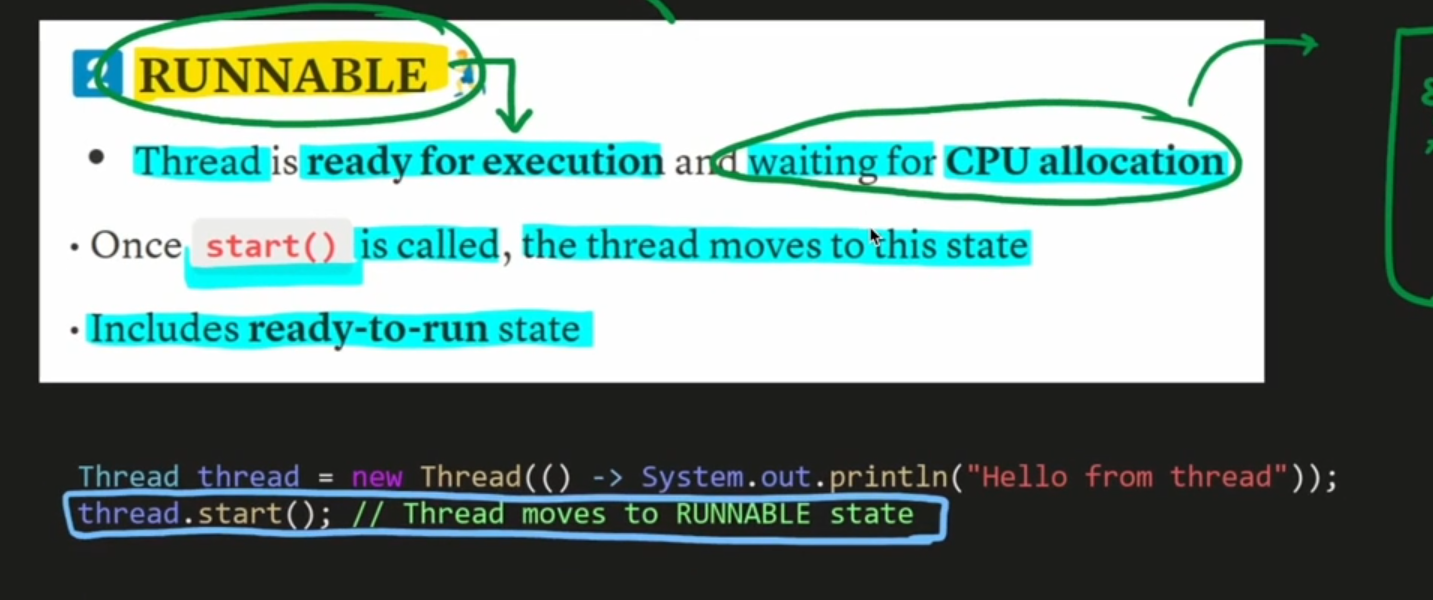 2 RUNNABLE
• Thread is ready for execution and waiting for CPU allocation
• Once start() is called, the thread moves to this state
• Includes ready-to-run state
Thread thread = new Thread(() -> System.out.println("Hello from thread"));
thread.start(); // Thread moves to RUNNABLE state